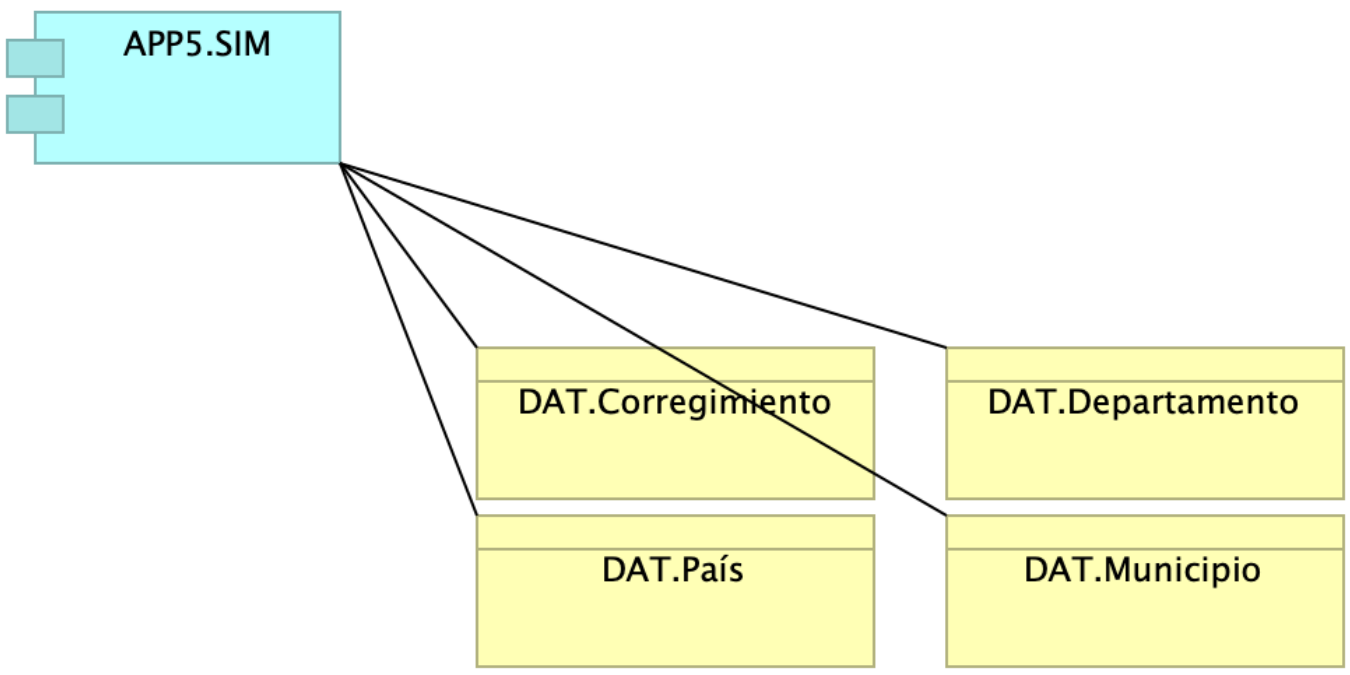 APP5.SIM
DAT.Corregimiento
DAT.Departamento
DAT.País
DAT.Municipio